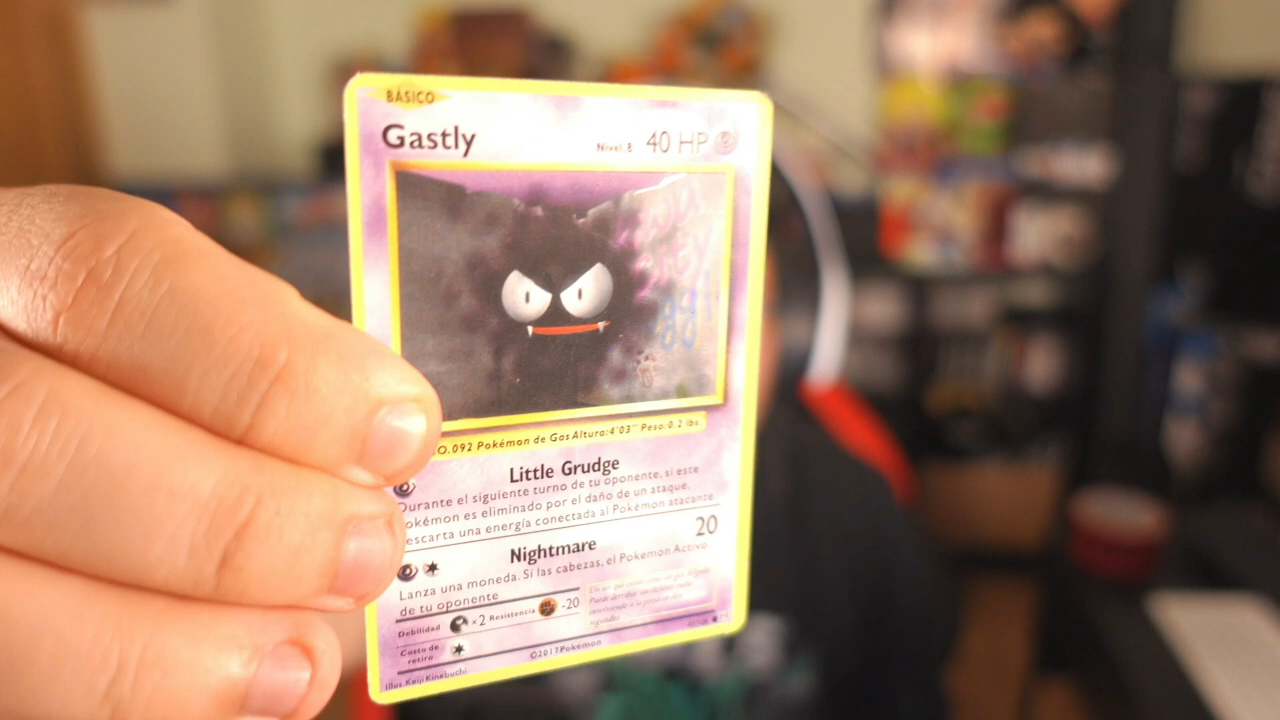 BÁSICO
Gastly
Nivel 8 40 HP
O.092 Pokémon de Gas Altura:4'03" Peso:0.2 lbs.
Little Grudge
Durante el siguiente turno de tu oponente, si este
okémon es eliminado por el daño de un ataque,
escarta una energía conectada al Pokémon atacante
Nightmare 20
Lanza una moneda. Si las cabezas, el Pokemon Activo
de tu oponente
Debilidad ×2 Resistencia -20
Costo de
retiro
©2017Pokémon
Illus. Keiji Kinebuchi